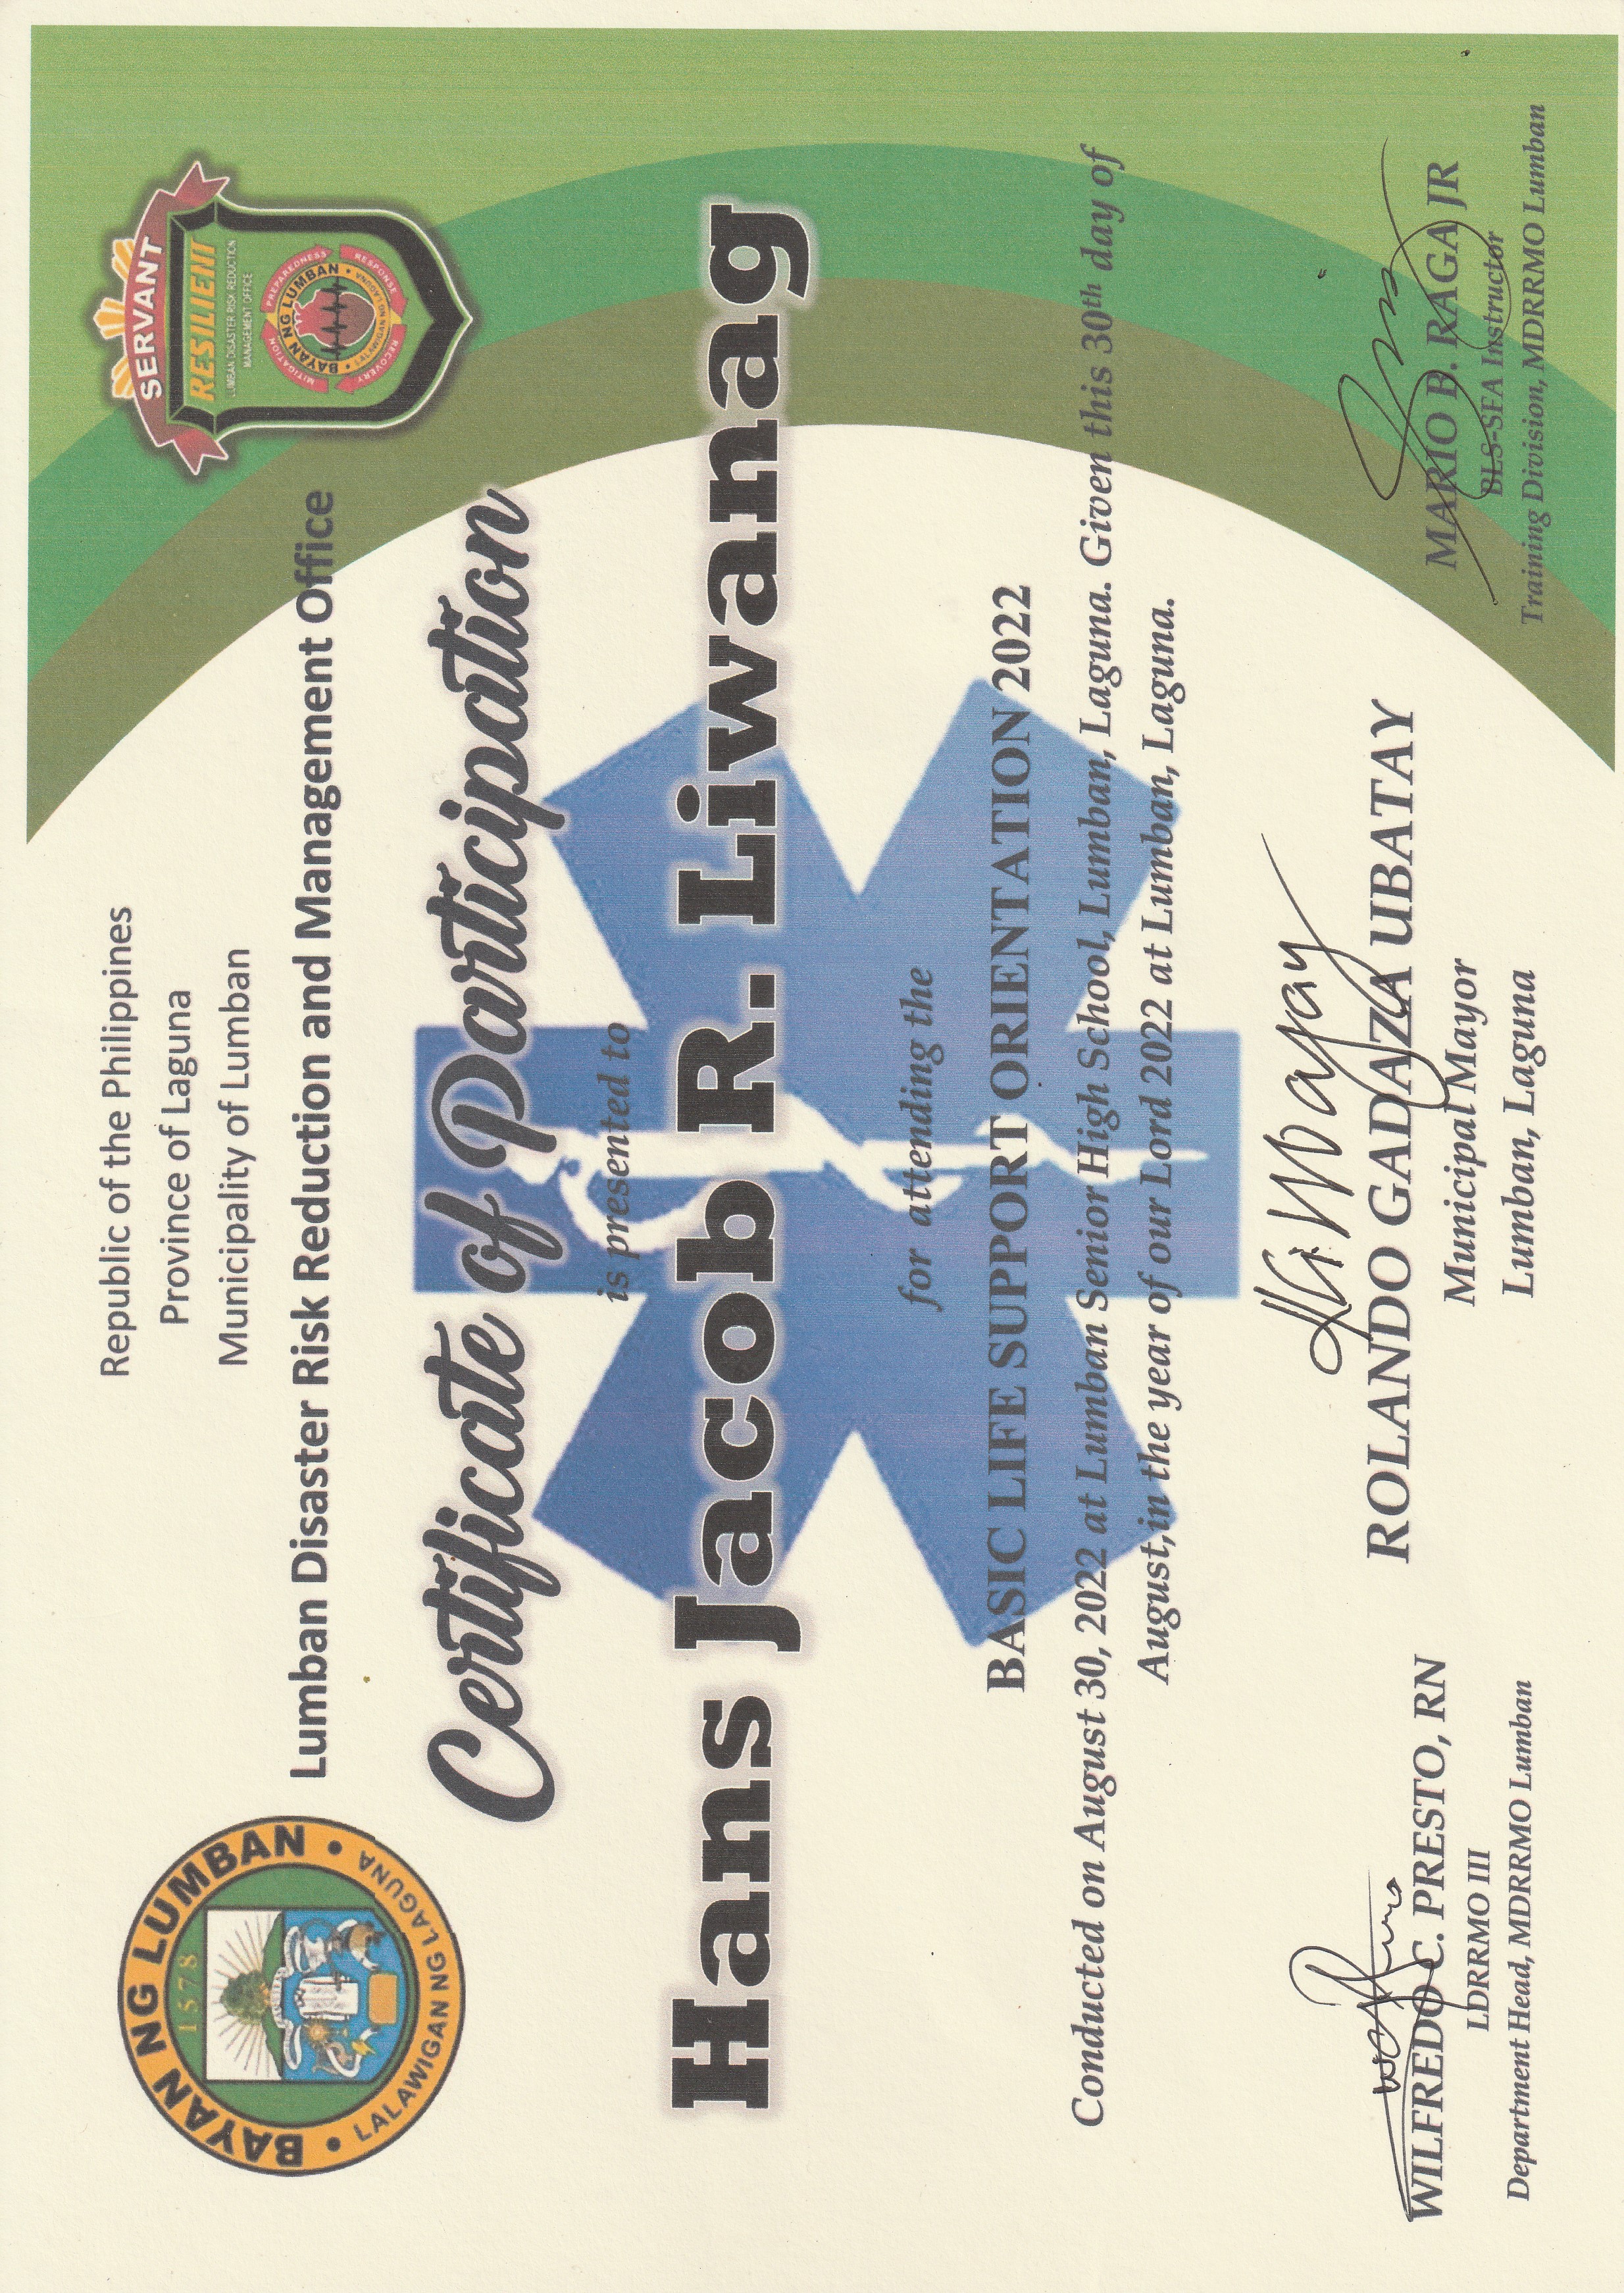 Republic of the Philippines
Province of Laguna
Municipality of Lumban
Lumban Disaster Risk Reduction and Management Office
BAYAN NG LUMBAN
1578
LALAWIGAN NG LAGUNA
SERVANT
RESILIENT
LUMBAN DISASTER RISK REDUCTION
MANAGEMENT OFFICE
MITIGATION
PREPAREDNESS
RESPONSE
RECOVERY
BAYAN NG LUMBAN
LALAWIGAN NG LAGUNA
Certificate of Participation
is presented to
Hans Jacob R. Liwanag
for attending the
BASIC LIFE SUPPORT ORIENTATION 2022
Conducted on August 30, 2022 at Lumban Senior High School, Lumban, Laguna. Given this 30th day of
August,in the year of our Lord 2022 at Lumban, Laguna.
WILFREDO C. PRESTO, RN
LDRRMO III
Department Head, MDRRMO Lumban
ROLANDO GADAZA UBATAY
Municipal Mayor
Lumban, Laguna
MARIO B. RAGA JR
BLS-SFA Instructor
Training Division, MDRRMO Lumban